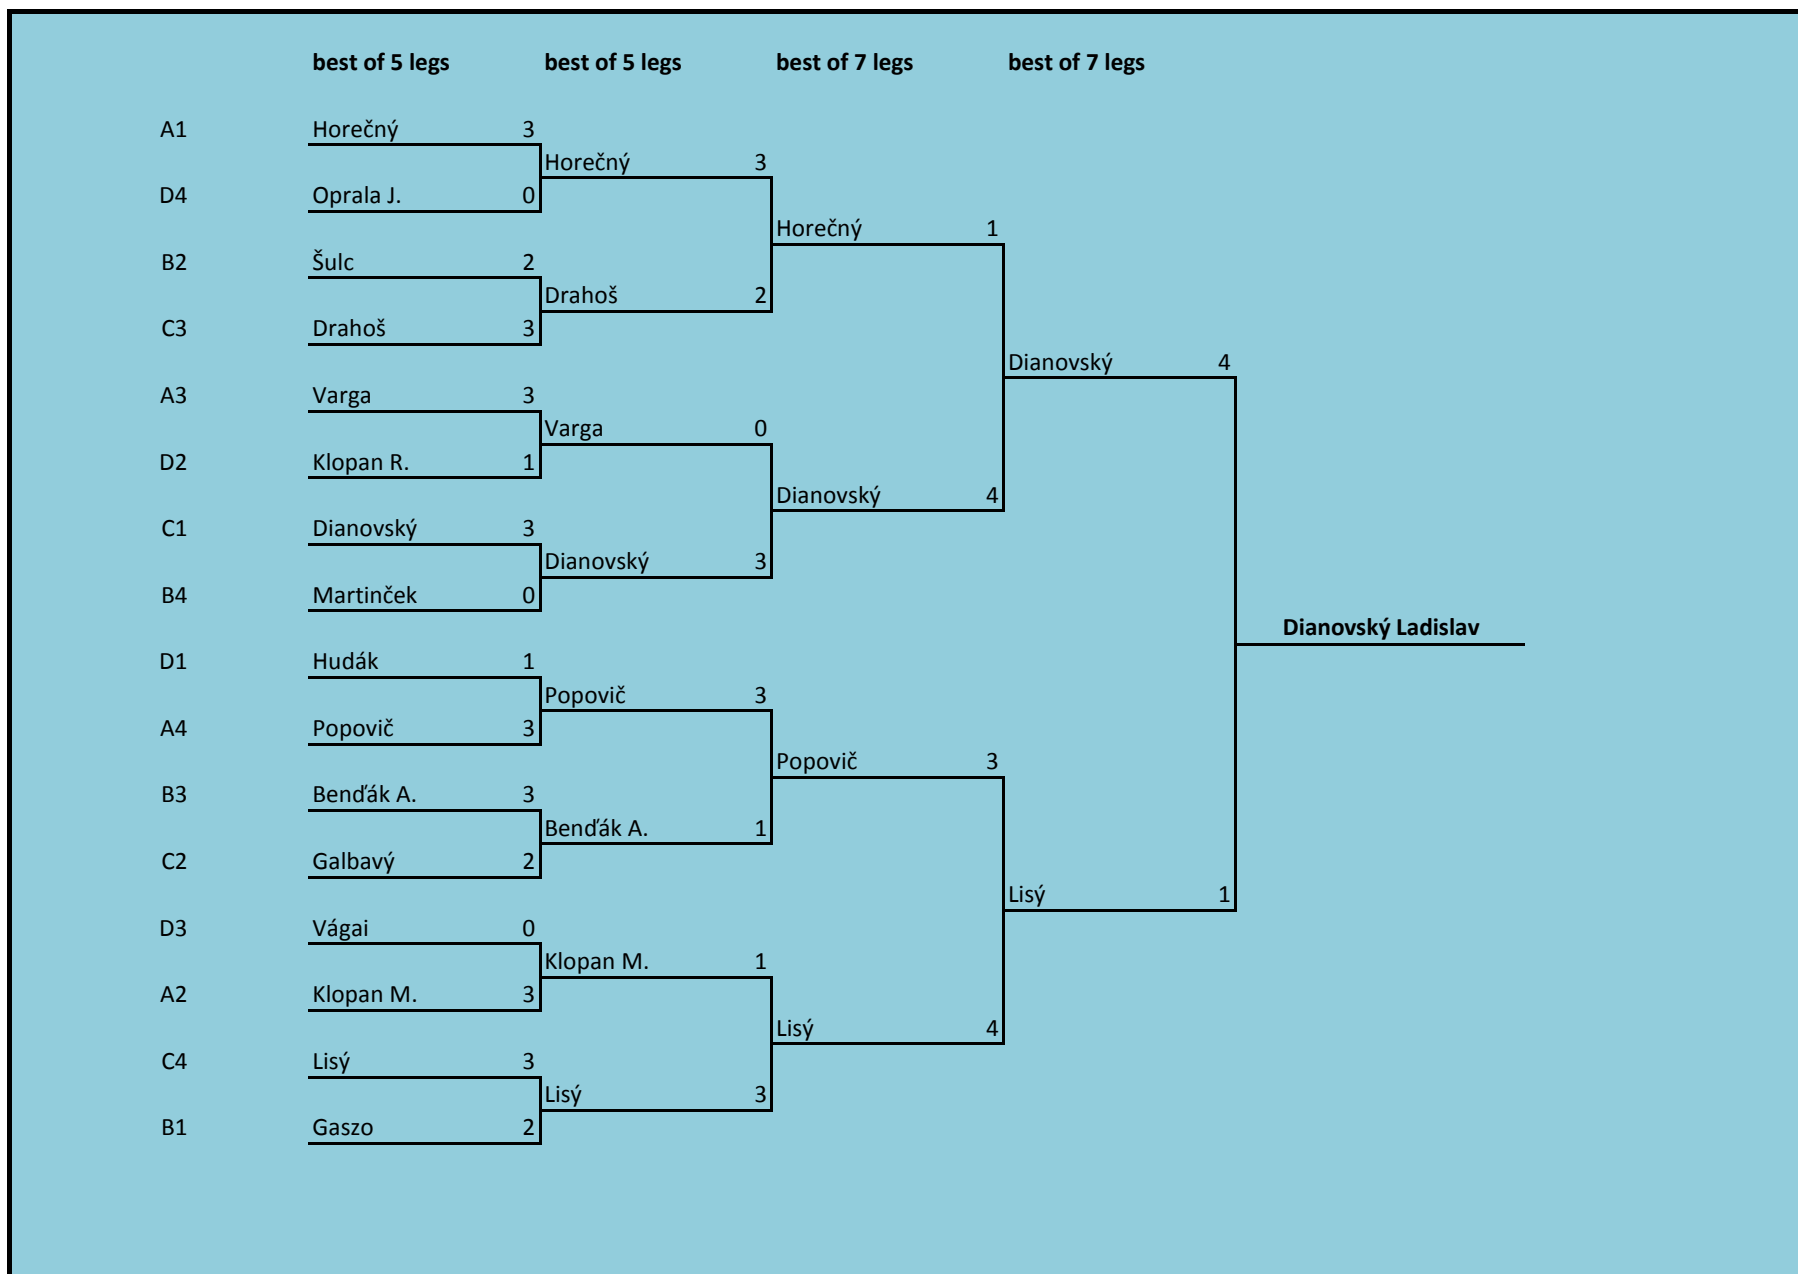 best of 5 legs best of 5 legs best of 7 legs best of 7 legs
A1 Horečný 3
Horečný 3
D4 Oprala J. 0
Horečný 1
B2 Šulc 2
Drahoš 2
C3 Drahoš 3
Dianovský 4
A3 Varga 3
Varga 0
D2 Klopan R. 1
Dianovský 4
C1 Dianovský 3
Dianovský 3
B4 Martinček 0
Dianovský Ladislav
D1 Hudák 1
Popovič 3
A4 Popovič 3
Popovič 3
B3 Benďák A. 3
Benďák A. 1
C2 Galbavý 2
Lisý 1
D3 Vágai 0
Klopan M. 1
A2 Klopan M. 3
Lisý 4
C4 Lisý 3
Lisý 3
B1 Gaszo 2